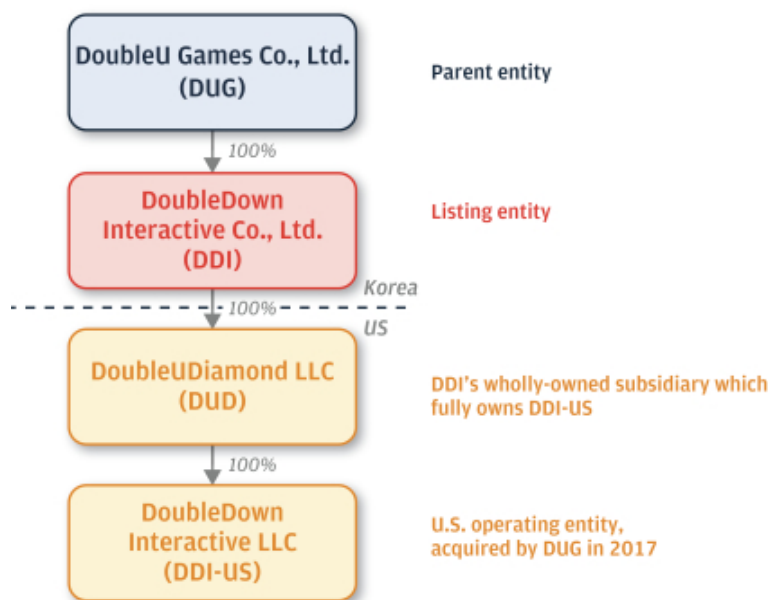 DoubleU Games Co., Ltd.
(DUG)
Parent entity
100%
DoubleDown
Interactive Co., Ltd.
(DDI)
Listing entity
Korea
100%
US
DoubleUDiamond LLC
(DUD)
DDI's wholly-owned subsidiary which
fully owns DDI-US
100%
DoubleDown
Interactive LLC
(DDI-US)
U.S. operating entity,
acquired by DUG in 2017